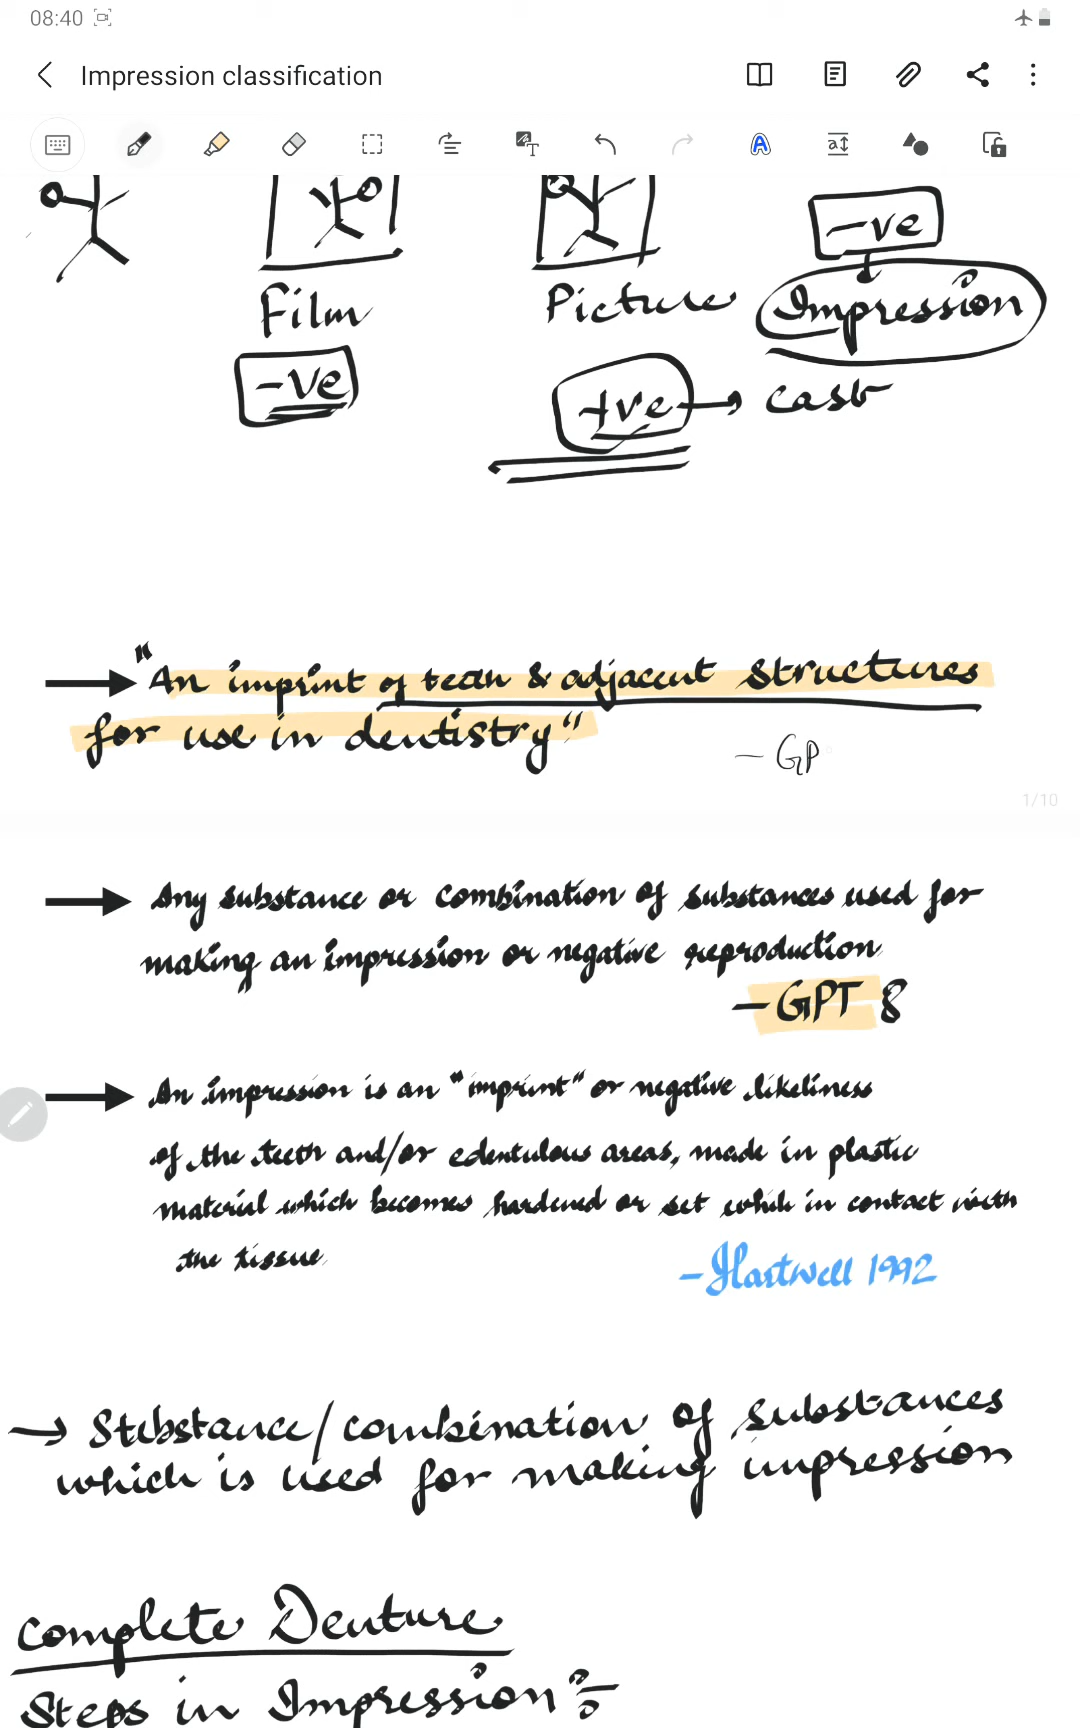 08:40
Impression classification
Film
Picture
-ve
Impression
-ve
+ve → cast
→ "An imprint of teeth & adjacent structures
for use in dentistry"
- GP
1/10
→ Any substance or combination of substances used for
making an impression or negative reproduction
- GPT 8
→ An impression is an "imprint" or negative likeliness
of the teeth and/or edentulous areas, made in plastic
material which becomes hardened or set while in contact with
the tissue.
- Hartwell 1992
→ Substance/combination of substances
which is used for making impression
Complete Denture
Steps in Impression :-